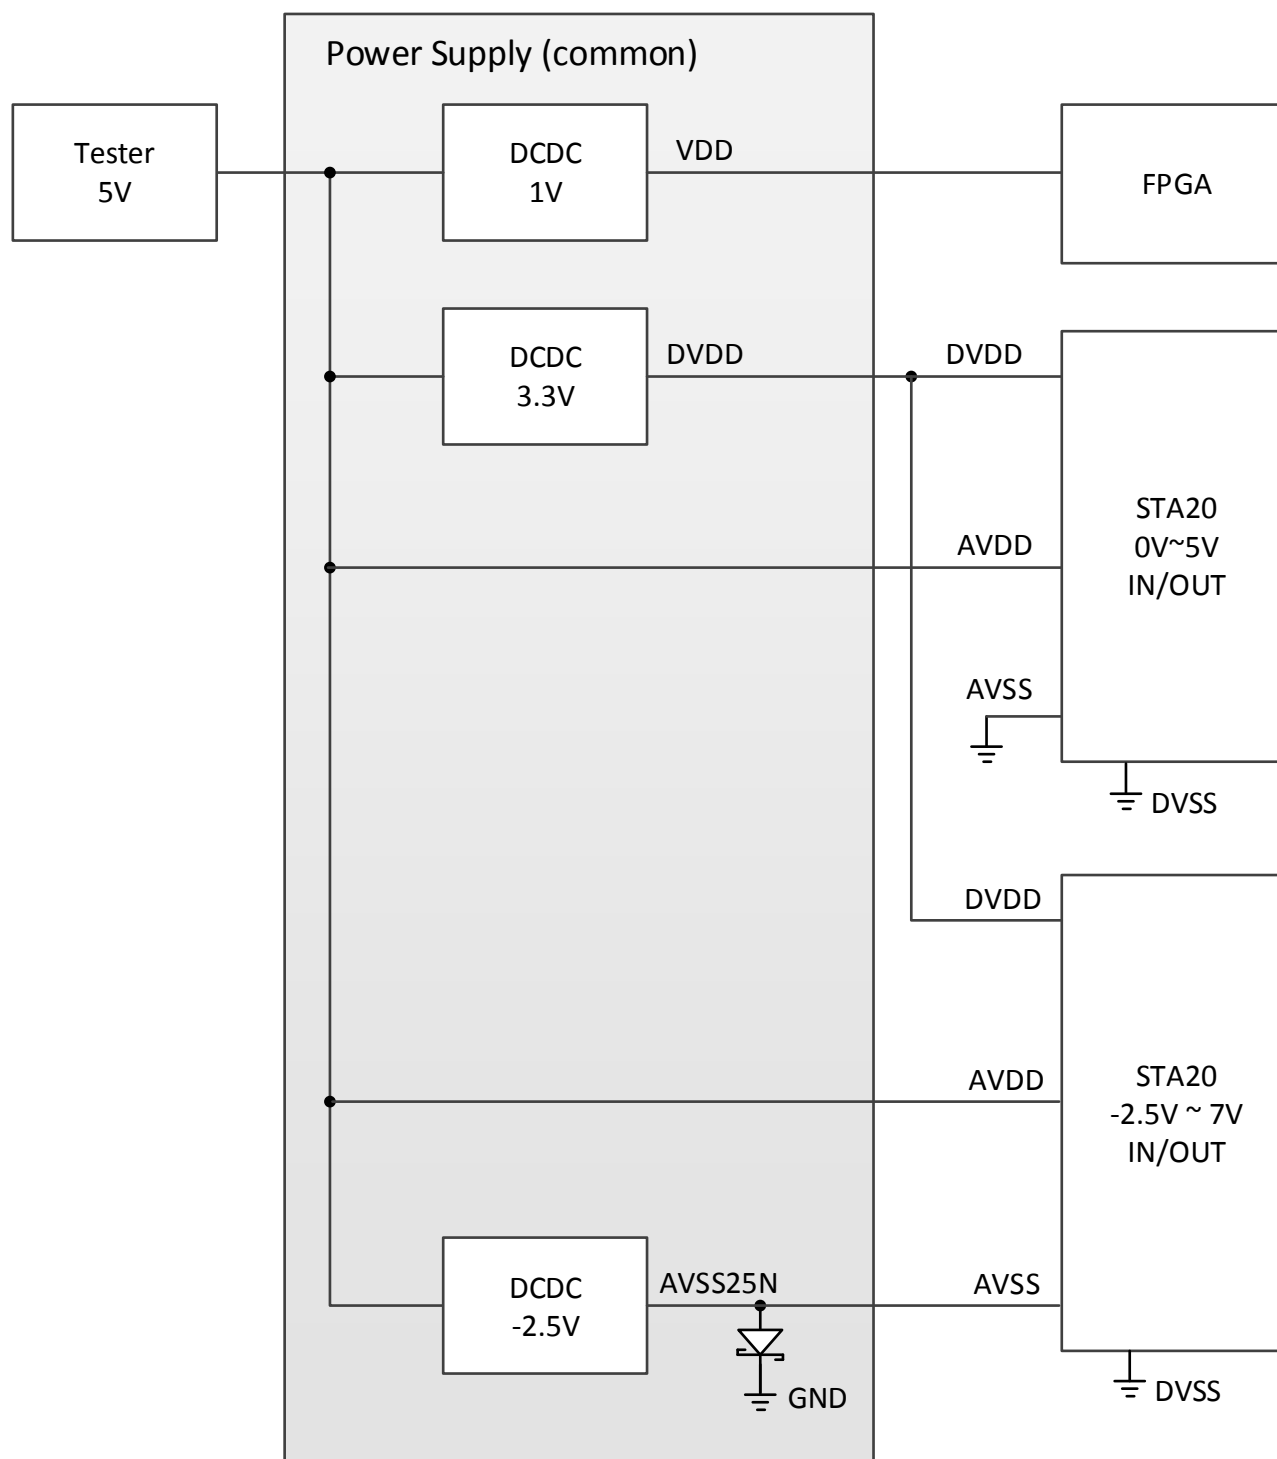 Power Supply (common)
Tester
5V
DCDC
1V
VDD
FPGA
DCDC
3.3V
DVDD
DVDD
STA20
0V~5V
IN/OUT
AVDD
AVSS
DVSS
DVDD
AVDD
STA20
-2.5V ~ 7V
IN/OUT
DCDC
-2.5V
AVSS25N
AVSS
GND
DVSS